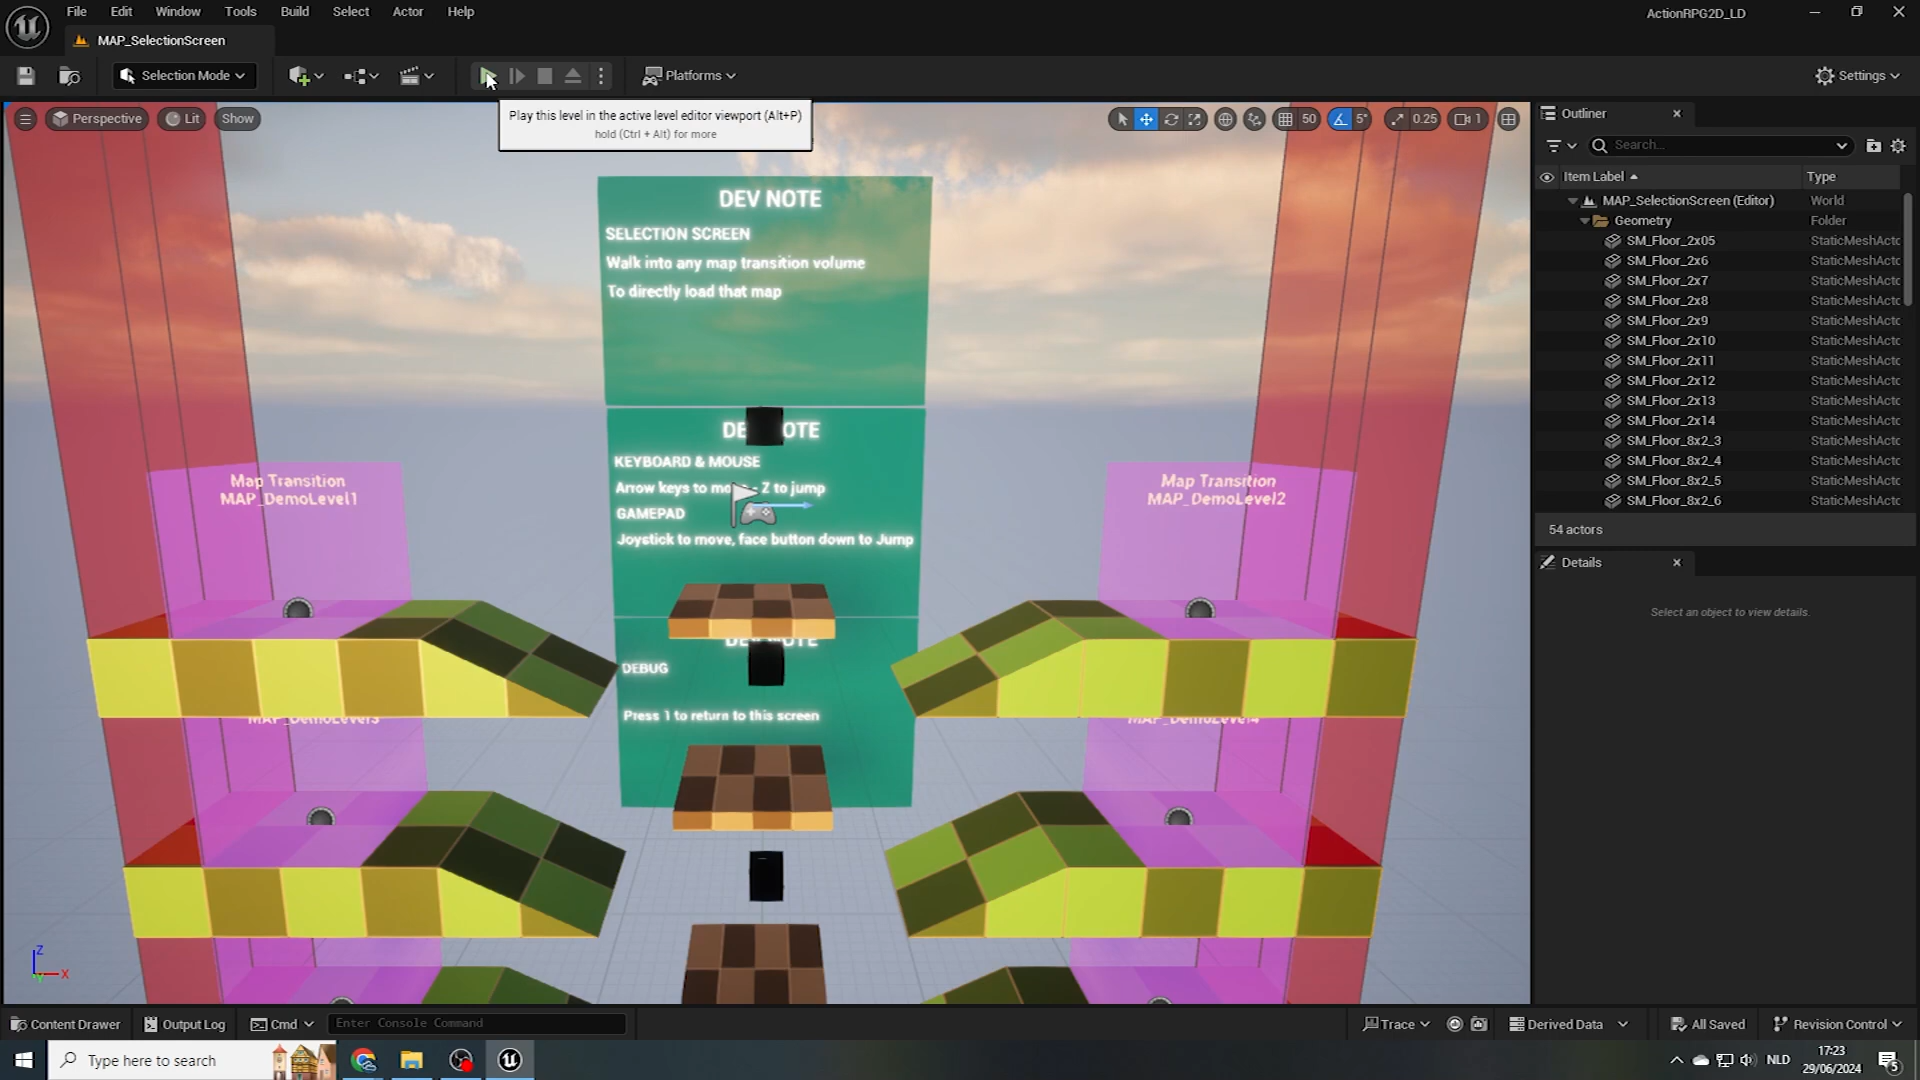 File Edit Window Tools Build Select Actor Help
ActionRPG2D_LD
MAP_SelectionScreen
Selection Mode
Platforms
Settings
Perspective
Lit
Show
Play this level in the active level editor viewport (Alt+P)
hold (Ctrl + Alt) for more
50
5°
0.25
1
Outliner
Search...
Item Label
Type
MAP_SelectionScreen (Editor) World
Geometry Folder
SM_Floor_2x05 StaticMeshActo
SM_Floor_2x6 StaticMeshActo
SM_Floor_2x7 StaticMeshActo
SM_Floor_2x8 StaticMeshActo
SM_Floor_2x9 StaticMeshActo
SM_Floor_2x10 StaticMeshActo
SM_Floor_2x11 StaticMeshActo
SM_Floor_2x12 StaticMeshActo
SM_Floor_2x13 StaticMeshActo
SM_Floor_2x14 StaticMeshActo
SM_Floor_8x2_3 StaticMeshActo
SM_Floor_8x2_4 StaticMeshActo
SM_Floor_8x2_5 StaticMeshActo
SM_Floor_8x2_6 StaticMeshActo
54 actors
Details
Select an object to view details.
DEV NOTE
SELECTION SCREEN
Walk into any map transition volume
To directly load that map
DE OTE
KEYBOARD & MOUSE
Arrow keys to mo - Z to jump
GAMEPAD
Joystick to move, face button down to Jump
DEV NOTE
DEBUG
Press 1 to return to this screen
Map Transition
MAP_DemoLevel1
Map Transition
MAP_DemoLevel2
MAP_DemoLevel3
MAP_DemoLevel4
Z
X
Content Drawer
Output Log
Cmd
Enter Console Command
Trace
Derived Data
All Saved
Revision Control
Type here to search
NLD
17:23
29/06/2024
5